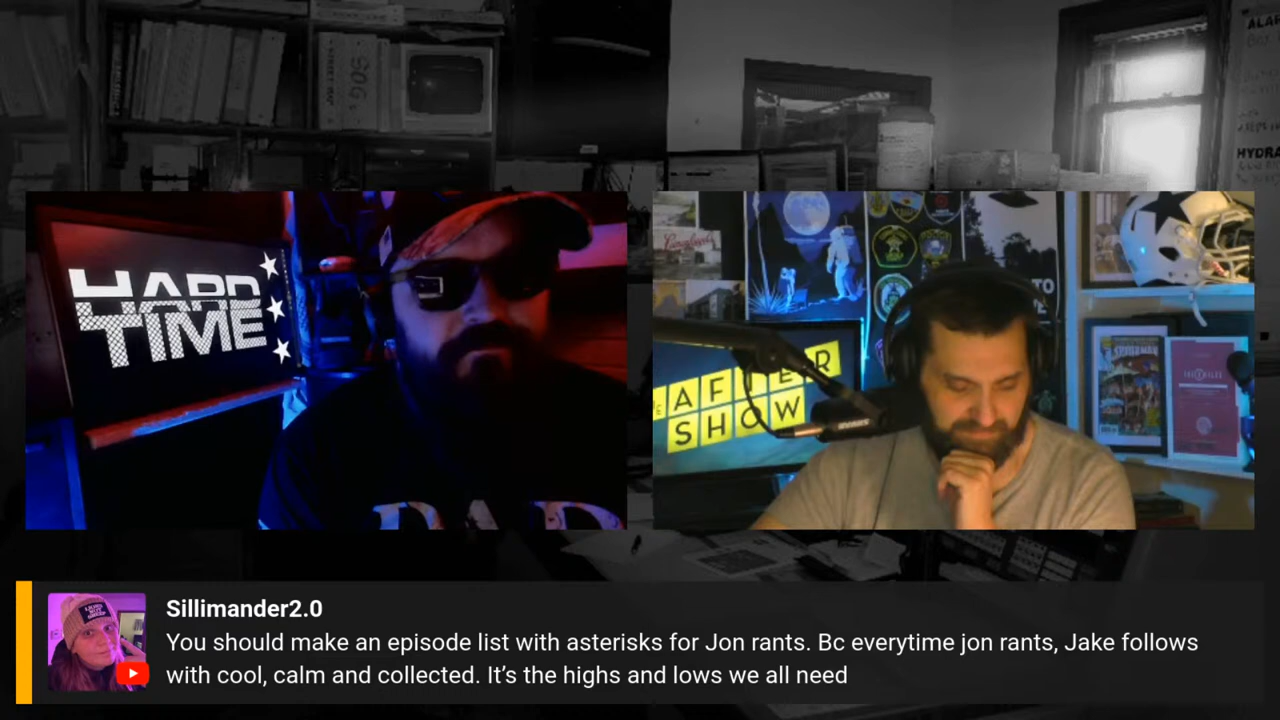 HARD
TIME
AFTER
SHOW
DAD
Sillimander2.0
You should make an episode list with asterisks for Jon rants. Bc everytime jon rants, Jake follows
with cool, calm and collected. It’s the highs and lows we all need